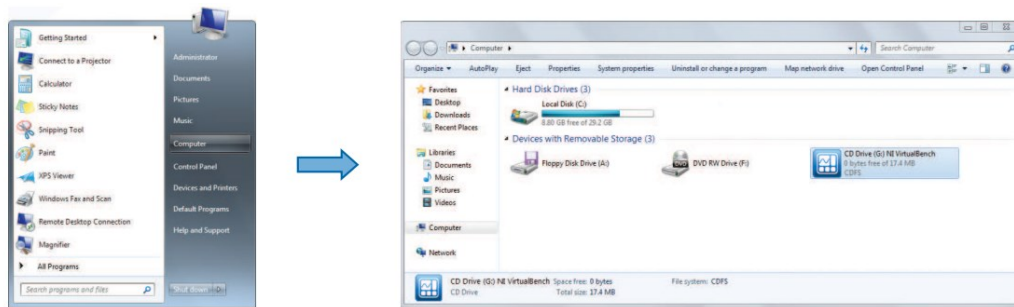 Getting Started
Connect to a Projector
Calculator
Sticky Notes
Snipping Tool
Paint
XPS Viewer
Windows Fax and Scan
Remote Desktop Connection
Magnifier
All Programs
Search programs and files
Administrator
Documents
Pictures
Music
Computer
Control Panel
Devices and Printers
Default Programs
Help and Support
Shut down
Computer
Search Computer
Organize AutoPlay Eject Properties System properties Uninstall or change a program Map network drive Open Control Panel
Favorites
Desktop
Downloads
Recent Places
Libraries
Documents
Music
Pictures
Videos
Computer
Network
Hard Disk Drives (3)
Local Disk (C:)
8.80 GB free of 29.2 GB
Devices with Removable Storage (3)
Floppy Disk Drive (A:)
DVD RW Drive (F:)
CD Drive (G:) NI VirtualBench
0 bytes free of 17.4 MB
CDFS
CD Drive (G:) NI VirtualBench Space free: 0 bytes File system: CDFS
CD Drive Total size: 17.4 MB